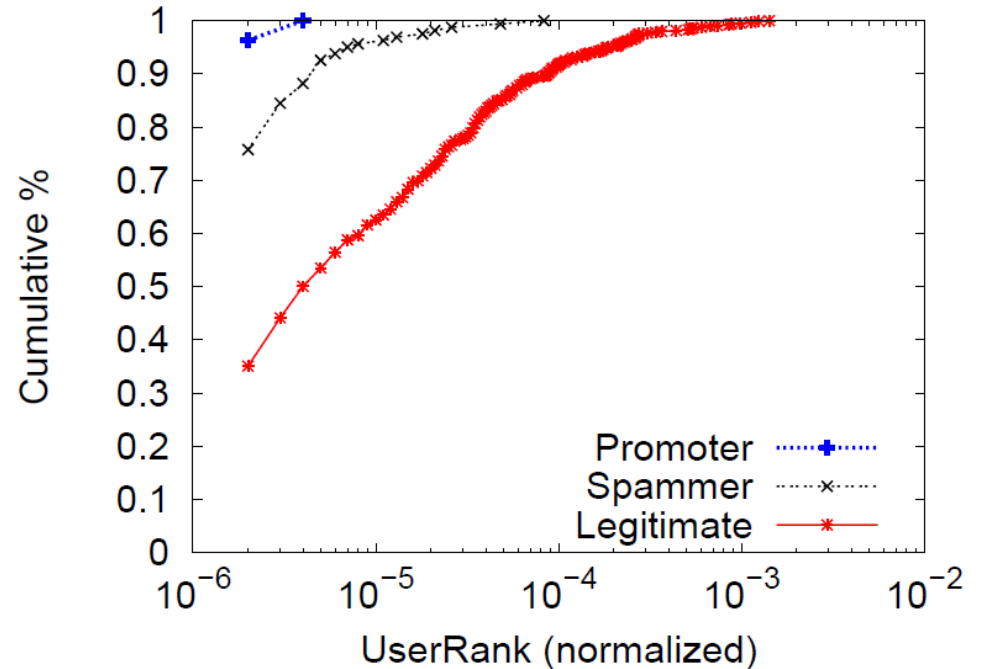 1
0.9
0.8
0.7
0.6
0.5
0.4
0.3
0.2
0.1
0
Cumulative %
Promoter
Spammer
Legitimate
10⁻⁶ 10⁻⁵ 10⁻⁴ 10⁻³ 10⁻²
UserRank (normalized)